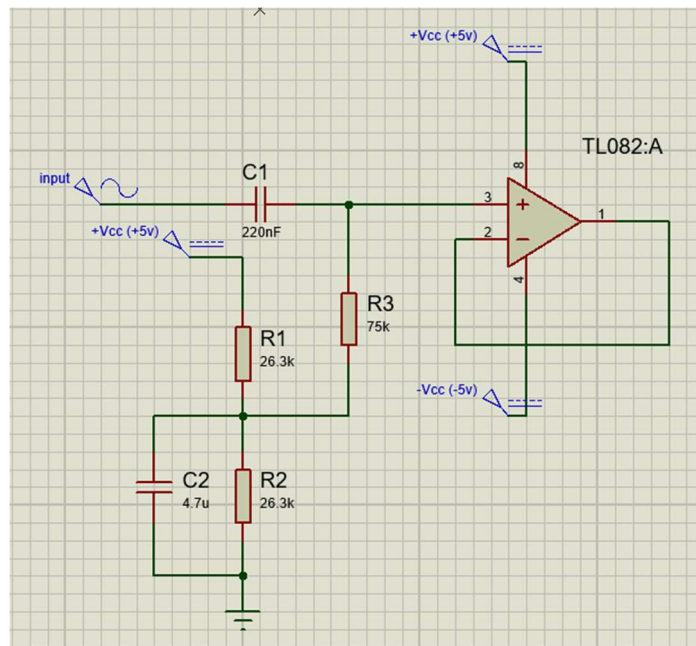 +Vcc (+5v)
TL082:A
8
C1
input
220nF
3
+
1
+Vcc (+5v)
2
−
4
R3
75k
R1
26.3k
-Vcc (-5v)
C2
4.7u
R2
26.3k